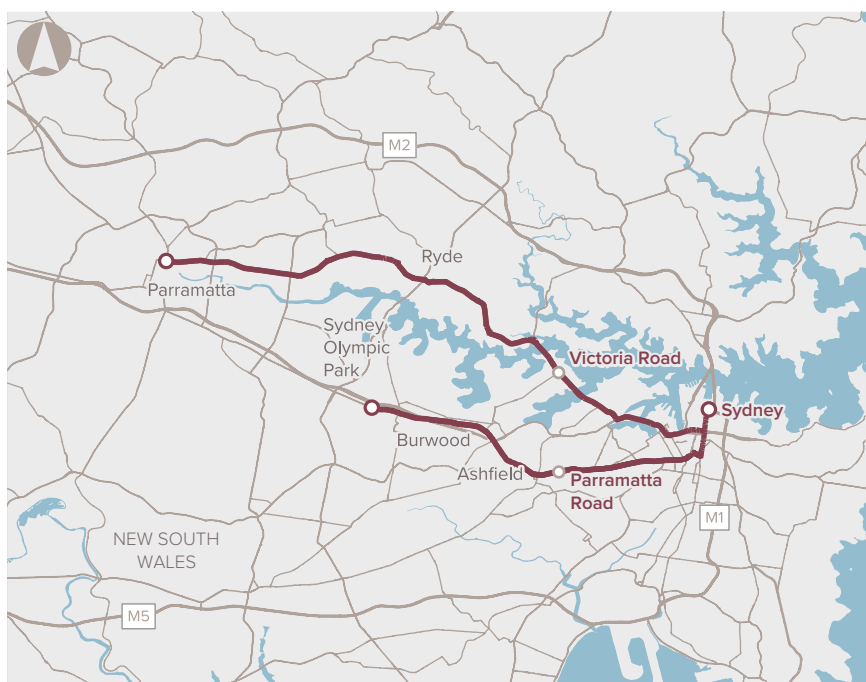 M2
Ryde
Parramatta
Sydney
Olympic
Park
Victoria Road
Sydney
Burwood
Ashfield
Parramatta
Road
M1
NEW SOUTH
WALES
M5